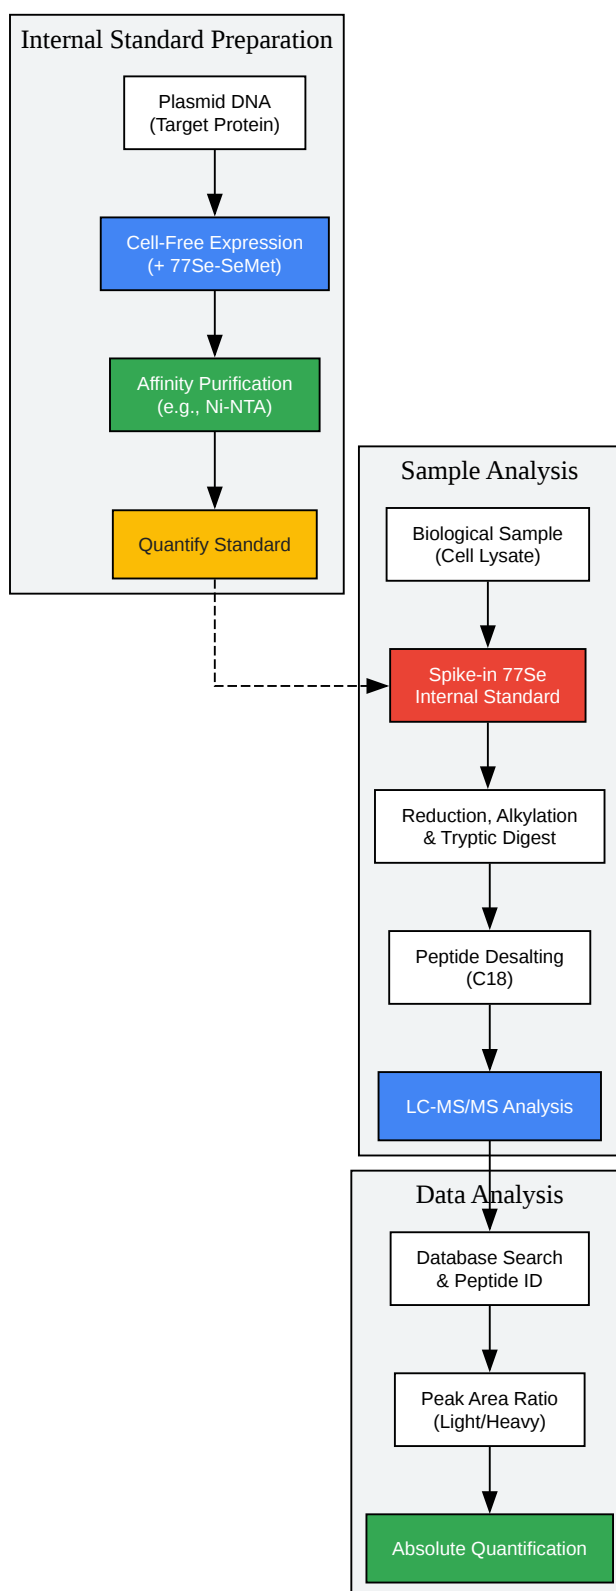 Internal Standard Preparation
Plasmid DNA
(Target Protein)
Cell-Free Expression
(+ 77Se-SeMet)
Affinity Purification
(e.g., Ni-NTA)
Quantify Standard
Sample Analysis
Biological Sample
(Cell Lysate)
Spike-in 77Se
Internal Standard
Reduction, Alkylation
& Tryptic Digest
Peptide Desalting
(C18)
LC-MS/MS Analysis
Data Analysis
Database Search
& Peptide ID
Peak Area Ratio
(Light/Heavy)
Absolute Quantification